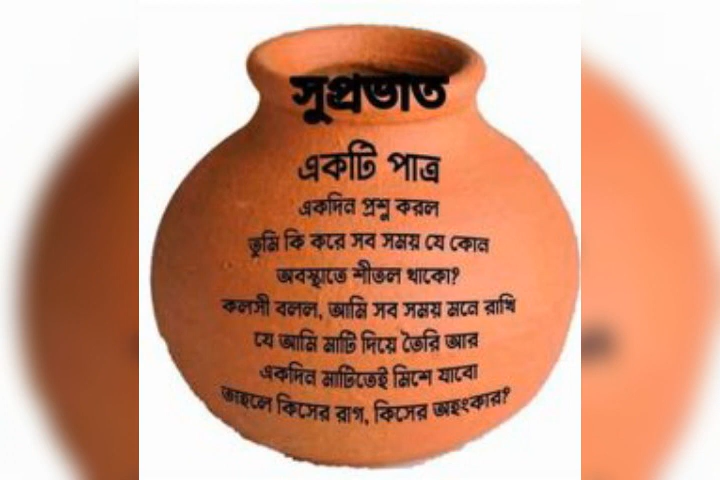 সুপ্রভাত
একটি পাত্র
একদিন প্রশ্ন করল
তুমি কি করে সব সময় যে কোন
অবস্থাতে শীতল থাকো?
কলসী বলল, আমি সব সময় মনে রাখি
যে আমি মাটি দিয়ে তৈরি আর
একদিন মাটিতেই মিশে যাবো
তাহলে কিসের রাগ, কিসের অহংকার?